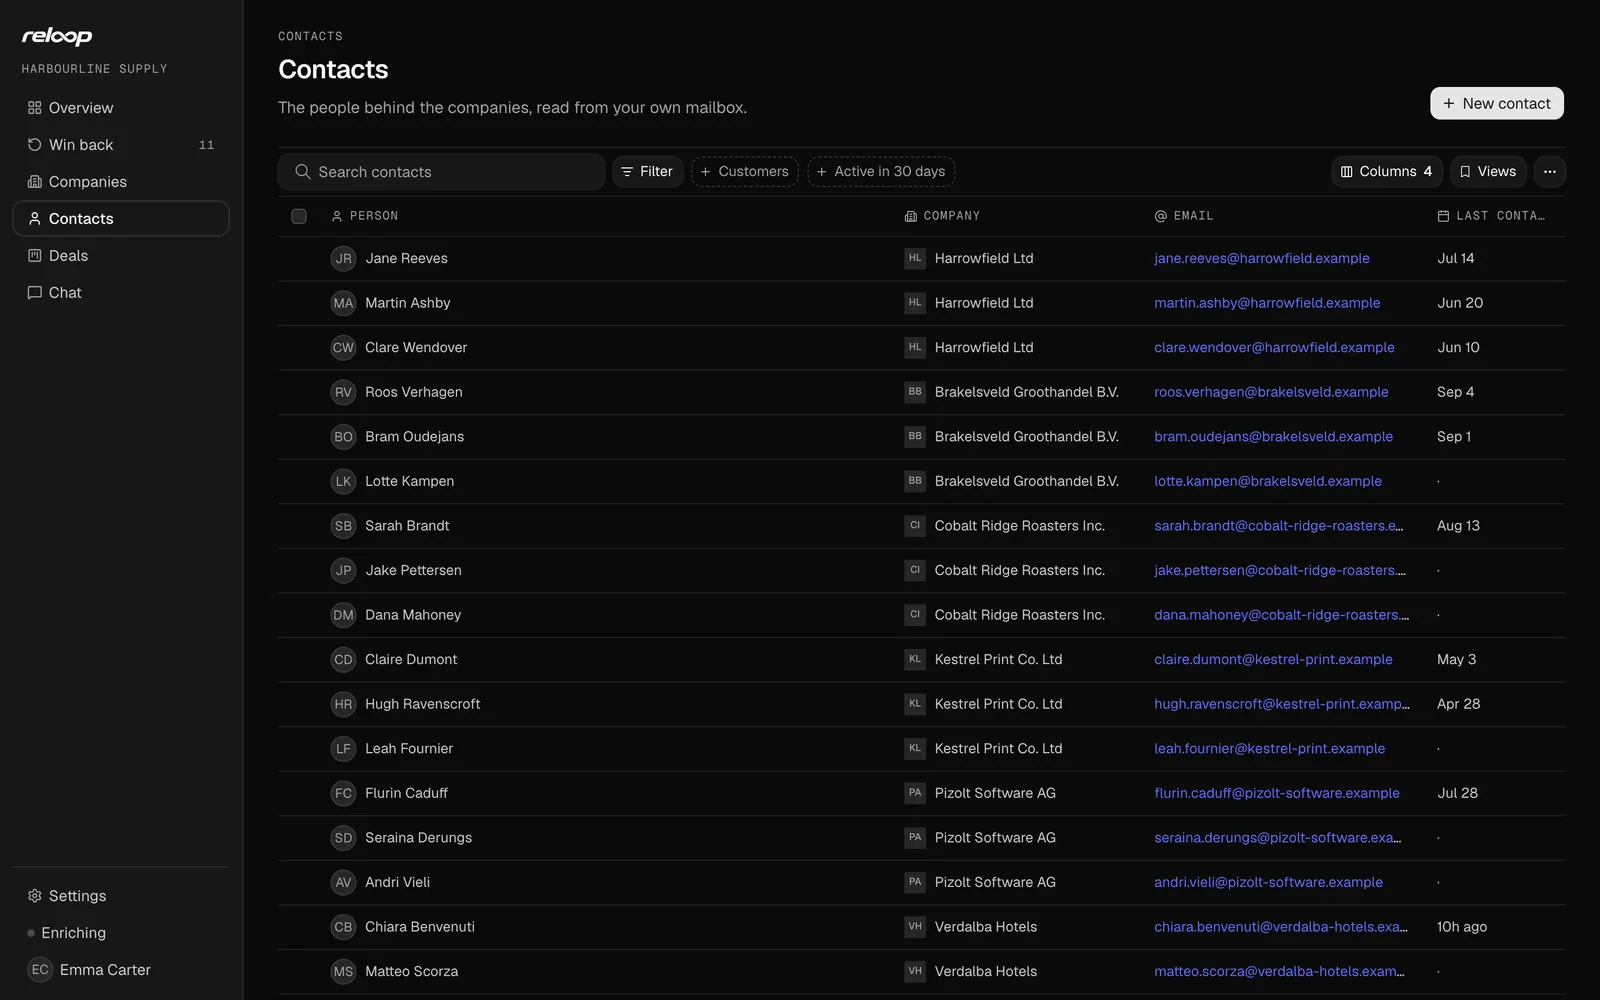 reloop
HARBOURLINE SUPPLY
Overview
Win back 11
Companies
Contacts
Deals
Chat
Settings
Enriching
EC Emma Carter
CONTACTS
Contacts
The people behind the companies, read from your own mailbox.
+ New contact
Search contacts
Filter
+ Customers
+ Active in 30 days
Columns 4
Views
...
PERSON COMPANY @ EMAIL LAST CONTA…
JR Jane Reeves HL Harrowfield Ltd jane.reeves@harrowfield.example Jul 14
MA Martin Ashby HL Harrowfield Ltd martin.ashby@harrowfield.example Jun 20
CW Clare Wendover HL Harrowfield Ltd clare.wendover@harrowfield.example Jun 10
RV Roos Verhagen BB Brakelsveld Groothandel B.V. roos.verhagen@brakelsveld.example Sep 4
BO Bram Oudejans BB Brakelsveld Groothandel B.V. bram.oudejans@brakelsveld.example Sep 1
LK Lotte Kampen BB Brakelsveld Groothandel B.V. lotte.kampen@brakelsveld.example ·
SB Sarah Brandt CI Cobalt Ridge Roasters Inc. sarah.brandt@cobalt-ridge-roasters.e… Aug 13
JP Jake Pettersen CI Cobalt Ridge Roasters Inc. jake.pettersen@cobalt-ridge-roasters.… ·
DM Dana Mahoney CI Cobalt Ridge Roasters Inc. dana.mahoney@cobalt-ridge-roasters.… ·
CD Claire Dumont KL Kestrel Print Co. Ltd claire.dumont@kestrel-print.example May 3
HR Hugh Ravenscroft KL Kestrel Print Co. Ltd hugh.ravenscroft@kestrel-print.examp… Apr 28
LF Leah Fournier KL Kestrel Print Co. Ltd leah.fournier@kestrel-print.example ·
FC Flurin Caduff PA Pizolt Software AG flurin.caduff@pizolt-software.example Jul 28
SD Seraina Derungs PA Pizolt Software AG seraina.derungs@pizolt-software.exa… ·
AV Andri Vieli PA Pizolt Software AG andri.vieli@pizolt-software.example ·
CB Chiara Benvenuti VH Verdalba Hotels chiara.benvenuti@verdalba-hotels.exa… 10h ago
MS Matteo Scorza VH Verdalba Hotels matteo.scorza@verdalba-hotels.exam… ·